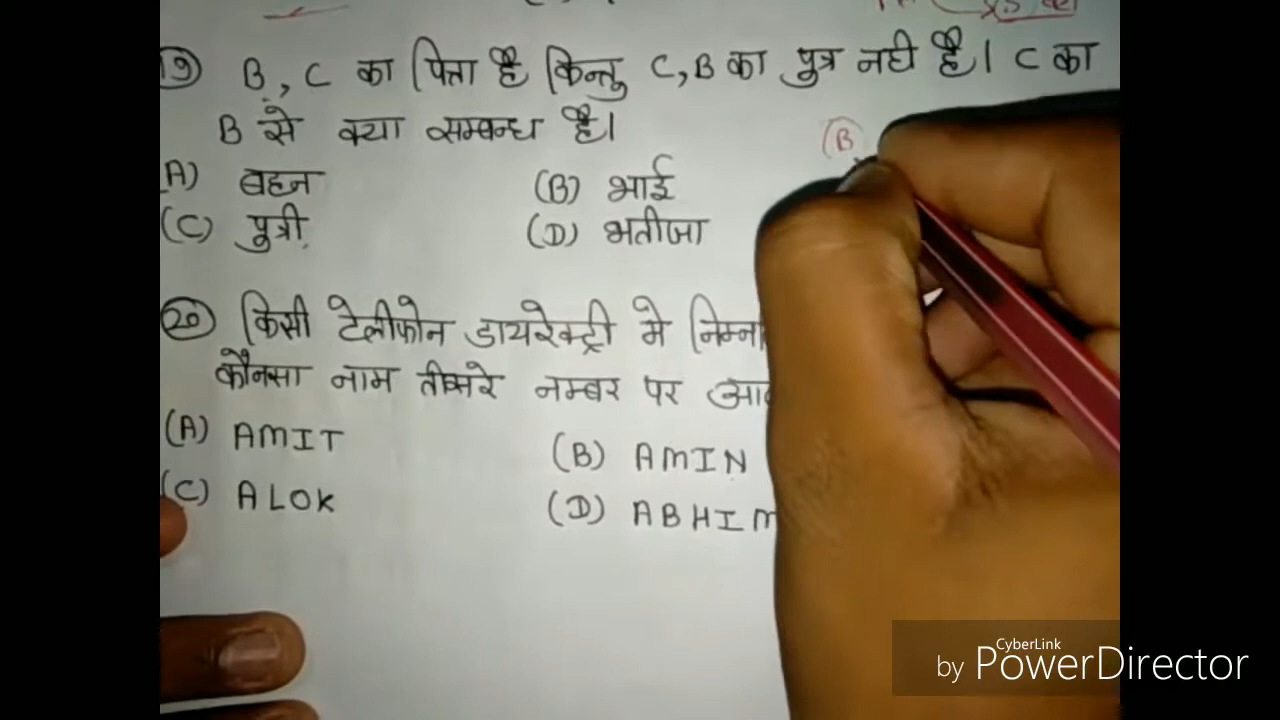 19) B, C का पिता है किन्तु C, B का पुत्र नही है। C का
B से क्या सम्बन्ध है।
(B
(A) बहन (B) भाई
(C) पुत्री (D) भतीजा
20) किसी टेलीफोन डायरेक्ट्री मे
कौनसा नाम तीसरे नम्बर पर
(A) AMIT (B) AMIN
(C) ALOK (D) ABHIM
CyberLink
by PowerDirector